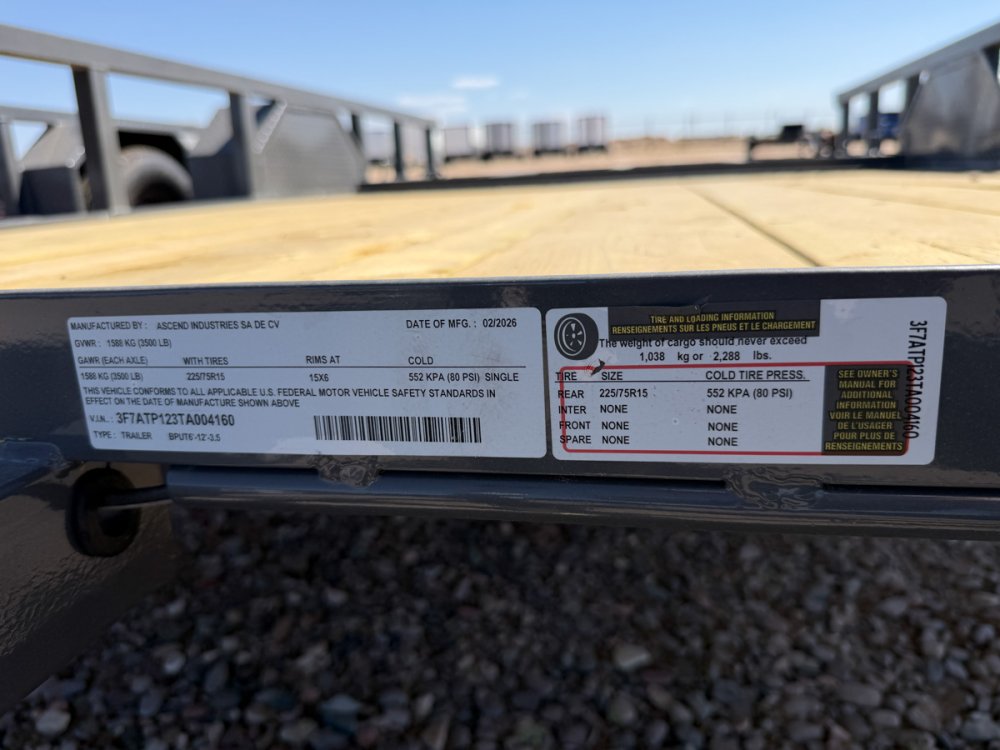 MANUFACTURED BY : ASCEND INDUSTRIES SA DE CV DATE OF MFG. : 02/2026
GVWR : 1588 KG (3500 LB)
GAWR (EACH AXLE) WITH TIRES RIMS AT COLD
1588 KG (3500 LB) 225/75R15 15X6 552 KPA (80 PSI) SINGLE
THIS VEHICLE CONFORMS TO ALL APPLICABLE U.S. FEDERAL MOTOR VEHICLE SAFETY STANDARDS IN
EFFECT ON THE DATE OF MANUFACTURE SHOWN ABOVE
V.I.N. : 3F7ATP123TA004160
TYPE : TRAILER BPUT6'-12'-3.5
TIRE AND LOADING INFORMATION
RENSEIGNEMENTS SUR LES PNEUS ET LE CHARGEMENT
The weight of cargo should never exceed
1,038 kg or 2,288 lbs.
TIRE SIZE COLD TIRE PRESS.
REAR 225/75R15 552 KPA (80 PSI)
INTER NONE NONE
FRONT NONE NONE
SPARE NONE NONE
SEE OWNER'S
MANUAL FOR
ADDITIONAL
INFORMATION
VOIR LE MANUEL
DE L'USAGER
POUR PLUS DE
RENSEIGNEMENTS
3F7ATP123TA004160